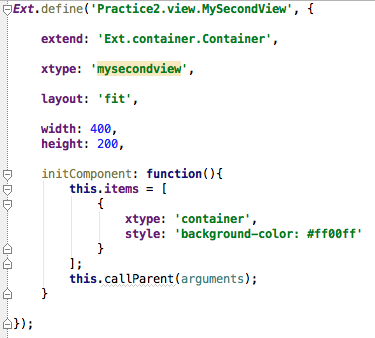 Ext.define('Practice2.view.MySecondView', {
extend: 'Ext.container.Container',
xtype: 'mysecondview',
layout: 'fit',
width: 400,
height: 200,
initComponent: function(){
this.items = [
{
xtype: 'container',
style: 'background-color: #ff00ff'
}
];
this.callParent(arguments);
}
});